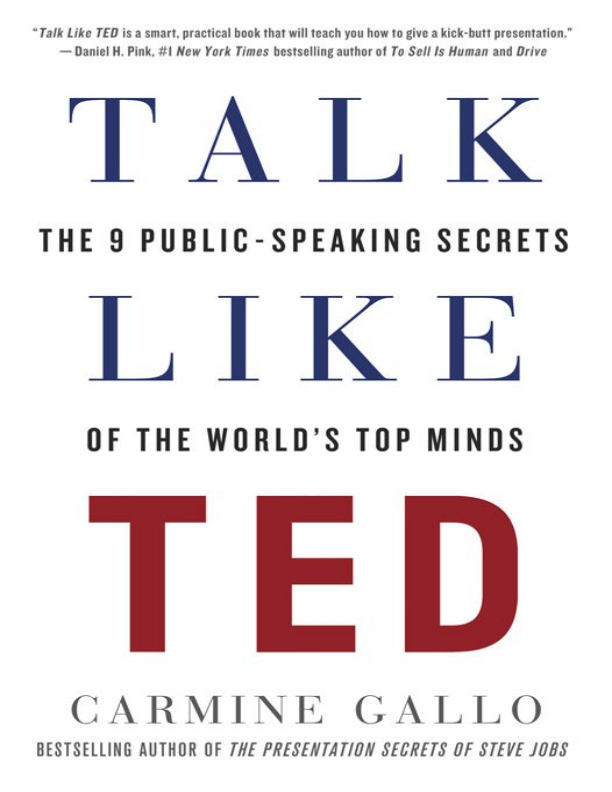 “Talk Like TED is a smart, practical book that will teach you how to give a kick-butt presentation.”
— Daniel H. Pink, #1 New York Times bestselling author of To Sell Is Human and Drive
TALK
THE 9 PUBLIC-SPEAKING SECRETS
LIKE
OF THE WORLD’S TOP MINDS
TED
CARMINE GALLO
BESTSELLING AUTHOR OF THE PRESENTATION SECRETS OF STEVE JOBS